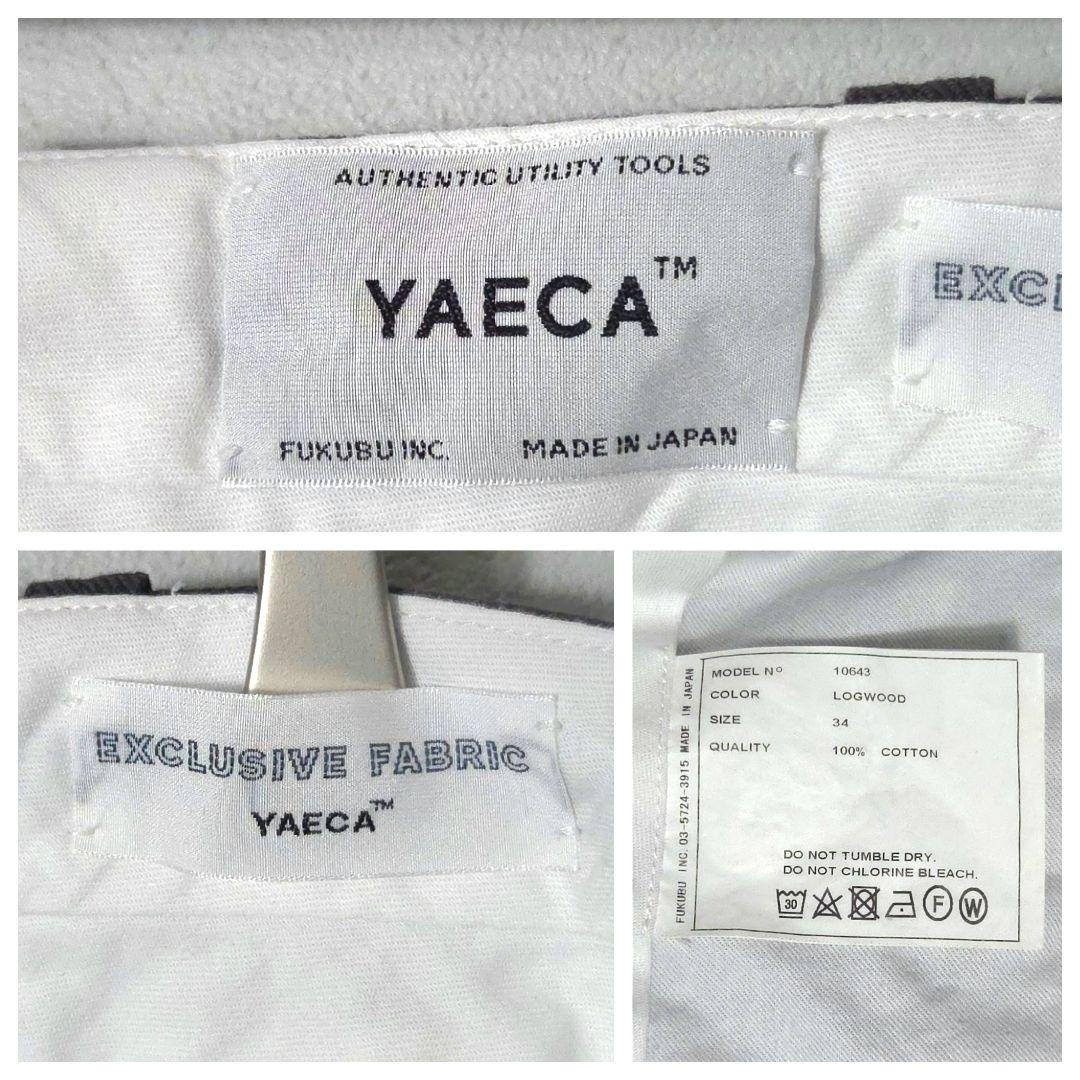 AUTHENTIC UTILITY TOOLS
YAECA™
FUKUBU INC. MADE IN JAPAN
EXCL
EXCLUSIVE FABRIC
YAECA™
MODEL Nº 10643
COLOR LOGWOOD
SIZE 34
QUALITY 100% COTTON
DO NOT TUMBLE DRY.
DO NOT CHLORINE BLEACH.
30 F W
FUKUBU INC. 03-5724-3915 MADE IN JAPAN